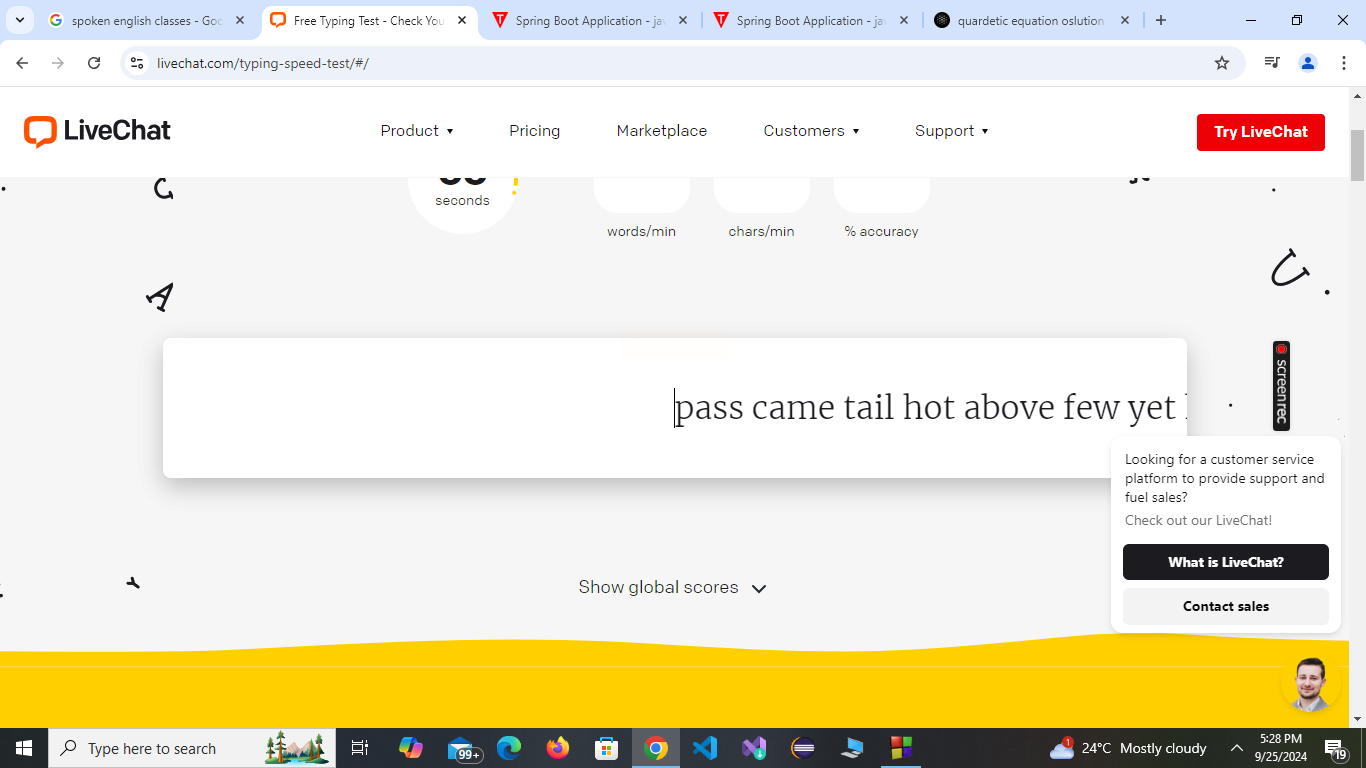 spoken english classes - Goo
Free Typing Test - Check You
Spring Boot Application - jav
Spring Boot Application - jav
quardetic equation oslution
livechat.com/typing-speed-test/#/
LiveChat
Product
Pricing
Marketplace
Customers
Support
Try LiveChat
seconds
words/min
chars/min
% accuracy
pass came tail hot above few yet
screenrec
Looking for a customer service
platform to provide support and
fuel sales?
Check out our LiveChat!
What is LiveChat?
Contact sales
Show global scores
Type here to search
99+
1
24°C Mostly cloudy
5:28 PM
9/25/2024
19